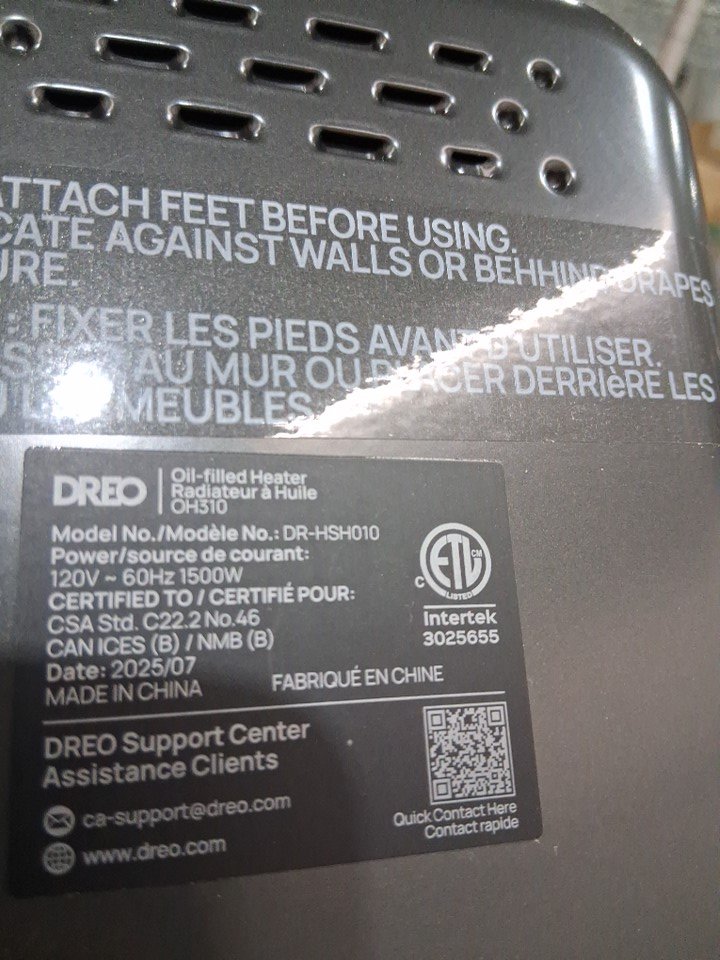 ATTACH FEET BEFORE USING.
CATE AGAINST WALLS OR BEHHIND DRAPES
URE.
: FIXER LES PIEDS AVANT D'UTILISER.
AU MUR OU PLACER DERRIèRE LES
MEUBLES
DREO
Oil-filled Heater
Radiateur à Huile
OH310
Model No./Modèle No.: DR-HSH010
Power/source de courant:
120V ~ 60Hz 1500W
CERTIFIED TO / CERTIFIÉ POUR:
CSA Std. C22.2 No.46
CAN ICES (B) / NMB (B)
Date: 2025/07
MADE IN CHINA FABRIQUÉ EN CHINE
C ETL CM
LISTED
Intertek
3025655
DREO Support Center
Assistance Clients
ca-support@dreo.com
www.dreo.com
Quick Contact Here
Contact rapide